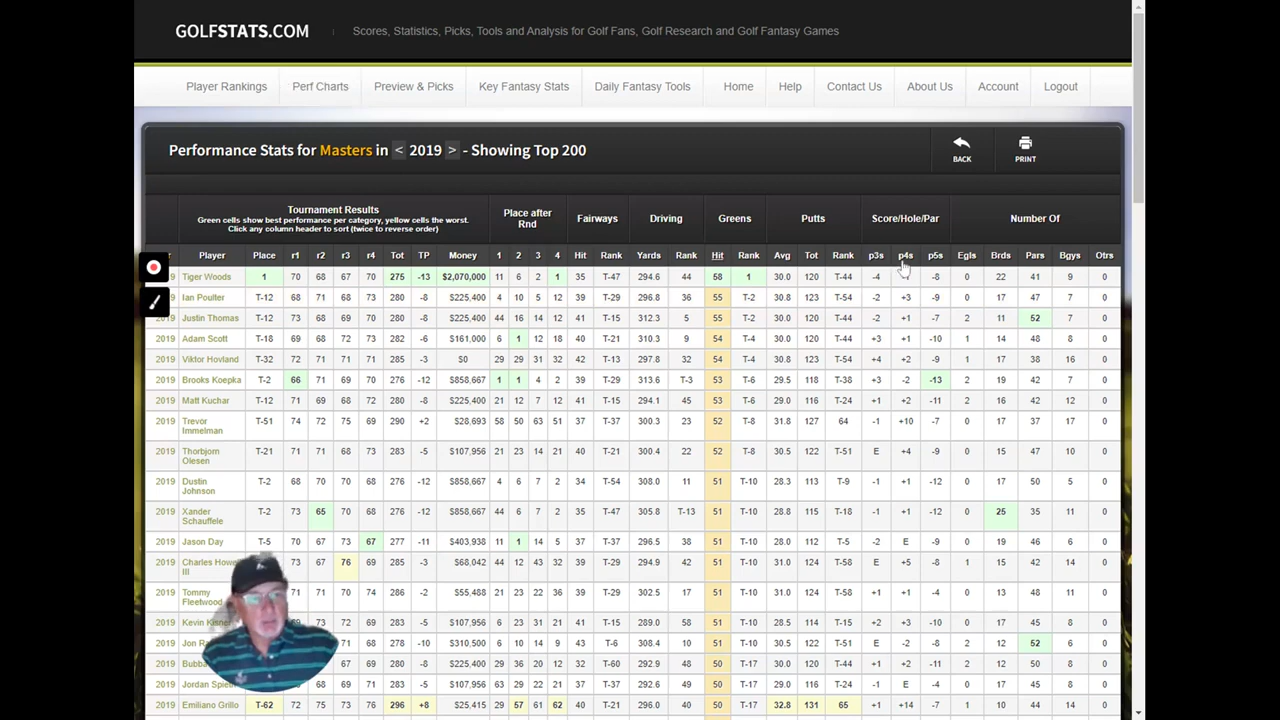 GOLFSTATS.COM Scores, Statistics, Picks, Tools and Analysis for Golf Fans, Golf Research and Golf Fantasy Games
Player Rankings Perf Charts Preview & Picks Key Fantasy Stats Daily Fantasy Tools Home Help Contact Us About Us Account Logout
Performance Stats for Masters in < 2019 > - Showing Top 200 BACK PRINT
Tournament Results
Green cells show best performance per category, yellow cells the worst.
Click any column header to sort (twice to reverse order)
Place after Rnd Fairways Driving Greens Putts Score/Hole/Par Number Of
Player Place r1 r2 r3 r4 Tot TP Money 1 2 3 4 Hit Rank Yards Rank Hit Rank Avg Tot Rank p3s p4s p5s Egls Brds Pars Bgys Otrs
Tiger Woods 1 70 68 67 70 275 -13 $2,070,000 11 6 2 1 35 T-47 294.6 44 58 1 30.0 120 T-44 -4 -8 0 22 41 9 0
2019 Ian Poulter T-12 68 71 68 73 280 -8 $225,400 4 10 5 12 39 T-29 296.8 36 55 T-2 30.8 123 T-54 -2 +3 -9 0 17 47 7 0
2019 Justin Thomas T-12 73 68 69 70 280 -8 $225,400 44 16 14 12 41 T-15 312.3 5 55 T-2 30.0 120 T-44 -2 +1 -7 2 11 52 7 0
2019 Adam Scott T-18 69 68 72 73 282 -6 $161,000 6 1 12 18 40 T-21 310.3 9 54 T-4 30.0 120 T-44 +3 +1 -10 1 14 48 8 0
2019 Viktor Hovland T-32 72 71 71 71 285 -3 $0 29 29 31 32 42 T-13 297.8 32 54 T-4 30.8 123 T-54 +4 +2 -9 1 17 38 16 0
2019 Brooks Koepka T-2 66 71 69 70 276 -12 $858,667 1 1 4 2 39 T-29 313.6 T-3 53 T-6 29.5 118 T-38 +3 -2 -13 2 19 42 7 0
2019 Matt Kuchar T-12 71 69 68 72 280 -8 $225,400 21 12 7 12 41 T-15 294.1 45 53 T-6 29.0 116 T-24 +1 +2 -11 2 16 42 12 0
2019 Trevor Immelman T-51 74 72 75 69 290 +2 $28,693 58 50 63 51 37 T-37 300.3 23 52 T-8 31.8 127 64 -1 +10 -7 0 17 37 17 0
2019 Thorbjorn Olesen T-21 71 71 68 73 283 -5 $107,956 21 23 14 21 40 T-21 300.4 22 52 T-8 30.5 122 T-51 E +4 -9 0 15 47 10 0
2019 Dustin Johnson T-2 68 70 70 68 276 -12 $858,667 4 6 7 2 34 T-54 308.0 11 51 T-10 28.3 113 T-9 -1 +1 -12 0 17 50 5 0
2019 Xander Schauffele T-2 73 65 70 68 276 -12 $858,667 44 6 7 2 35 T-47 305.8 T-13 51 T-10 28.8 115 T-18 -1 +1 -12 0 25 35 11 0
2019 Jason Day T-5 70 67 73 67 277 -11 $403,938 11 1 14 5 37 T-37 296.5 38 51 T-10 28.0 112 T-5 -2 E -9 0 19 46 6 0
2019 Charles Howe III T-32 73 67 76 69 285 -3 $68,042 44 12 43 32 39 T-29 294.9 42 51 T-10 31.0 124 T-58 E +5 -8 1 15 42 14 0
2019 Tommy Fleetwood 71 71 70 74 286 -2 $55,488 21 23 22 36 39 T-29 302.5 17 51 T-10 31.0 124 T-58 +1 +1 -4 0 13 48 11 0
2019 Kevin Kisner 69 73 72 69 283 -5 $107,956 6 23 31 21 41 T-15 289.0 58 51 T-10 28.5 114 T-15 +2 +3 -10 0 17 45 8 0
2019 Jon Ra 71 68 278 -10 $310,500 6 10 14 9 43 T-6 308.4 10 51 T-10 30.5 122 T-51 E -2 -8 2 12 52 6 0
2019 Bubba 67 69 280 -8 $225,400 29 36 20 12 32 T-60 292.9 48 50 T-17 30.0 120 T-44 +1 +2 -11 2 12 50 8 0
2019 Jordan Spieth 68 69 71 283 -5 $107,956 63 29 22 21 37 T-37 292.6 49 50 T-17 29.0 116 T-24 -1 E -4 0 17 45 8 0
2019 Emiliano Grillo T-62 72 75 73 76 296 +8 $25,415 29 57 61 62 40 T-21 297.6 33 50 T-17 32.8 131 65 +1 +14 -7 1 10 44 17 0